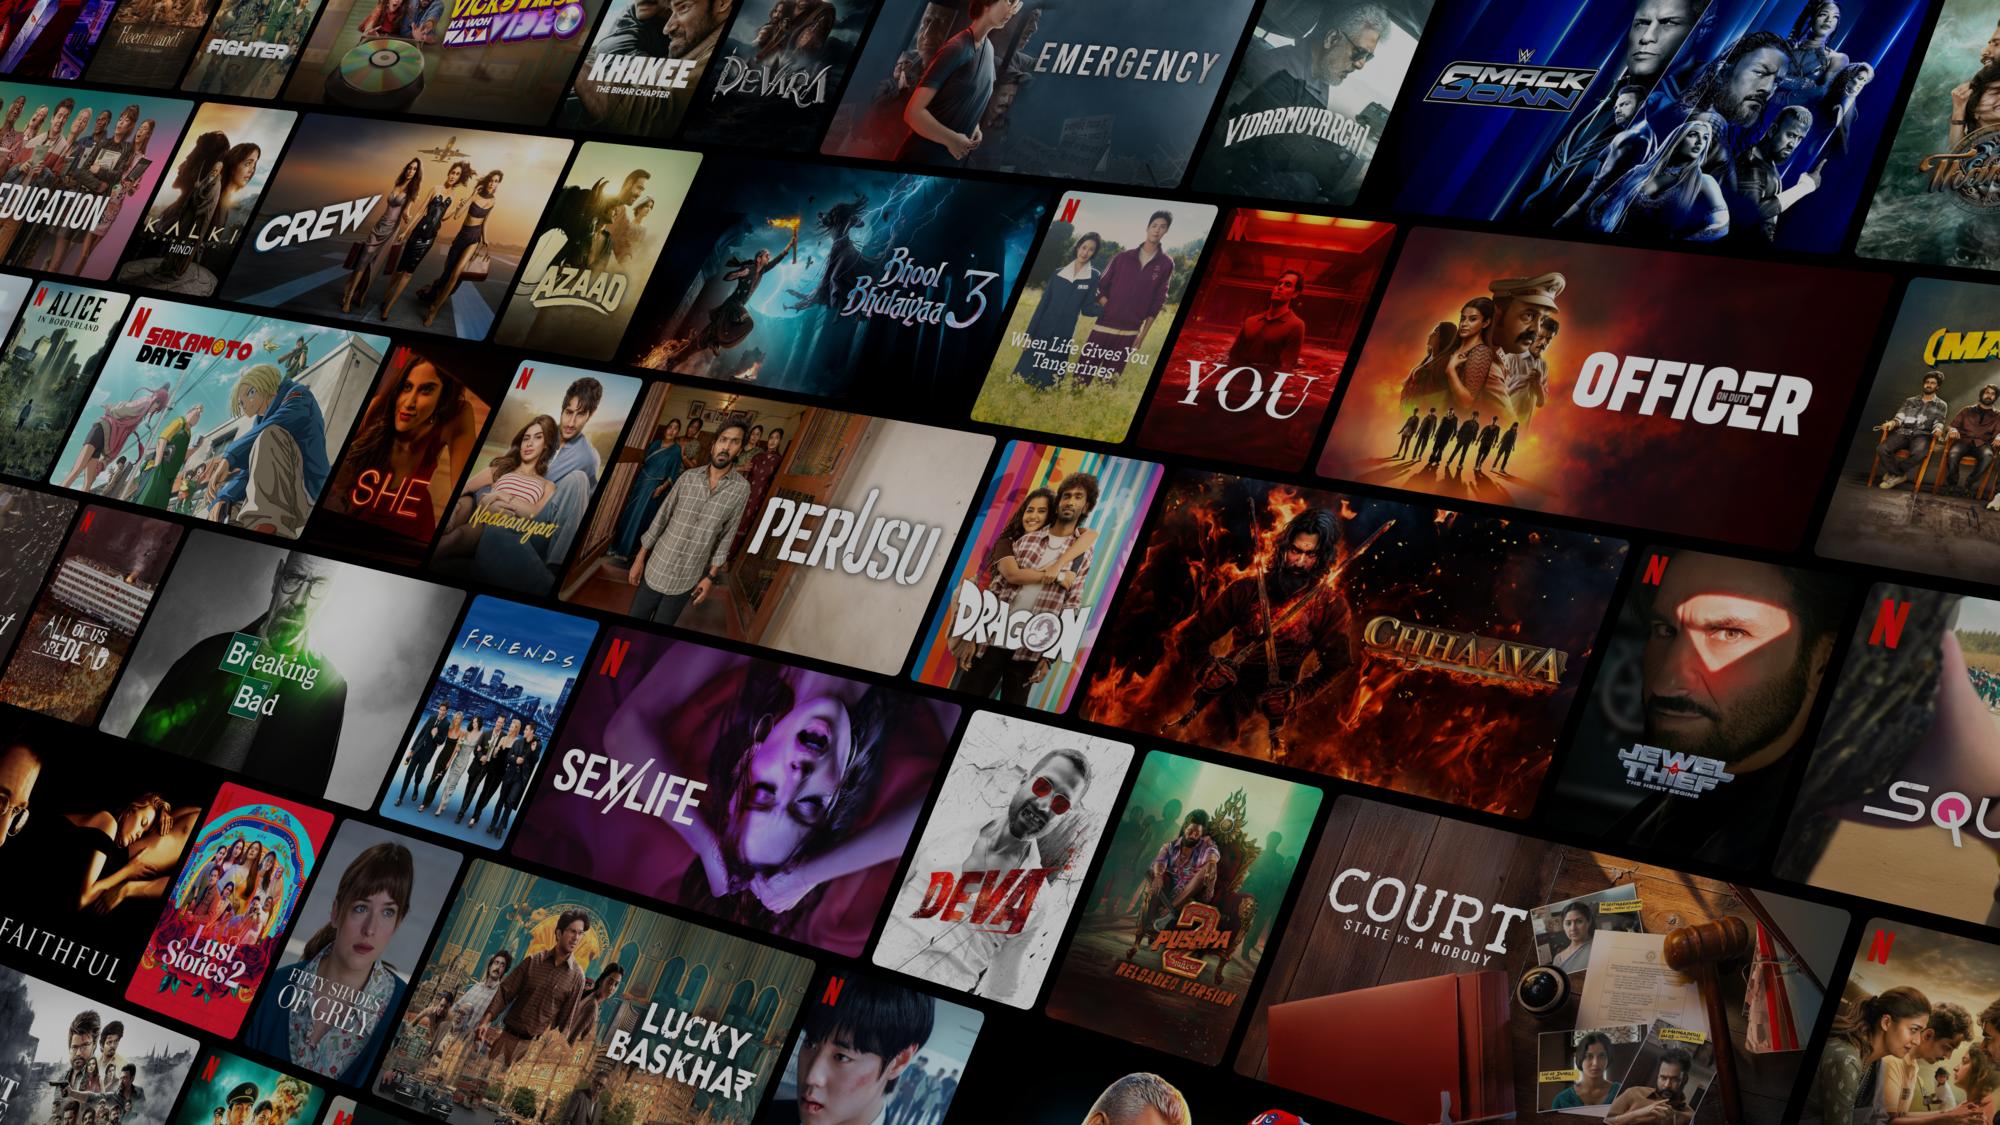 Heeramandi
FIGHTER
VICKY VIDYA
KA WOH
WALA VIDEO
KHAKEE
THE BIHAR CHAPTER
DEVARA
EMERGENCY
VIDAAMUYARCHI
W
SMACK
DOWN
EDUCATION
KALKI
HINDI
CREW
AZAAD
Bhool
Bhulaiyaa 3
N
When Life Gives You
Tangerines
N
YOU
OFFICER
ON DUTY
N
ALICE
IN BORDERLAND
N
SAKAMOTO
DAYS
N
SHE
N
Nadaaniyan
PERUSU
DRAGON
CHHAAVA
N
JEWEL
THIEF
THE HEIST BEGINS
N
SQU
N
ALL OF US
ARE DEAD
Breaking
Bad
F·R·I·E·N·D·S
N
SEX/LIFE
DEVA
PUSHPA
2
RELOADED VERSION
COURT
STATE vs A NOBODY
FAITHFUL
Lust
Stories 2
FIFTY SHADES
OF GREY
LUCKY
BASKHAR
N
N
N